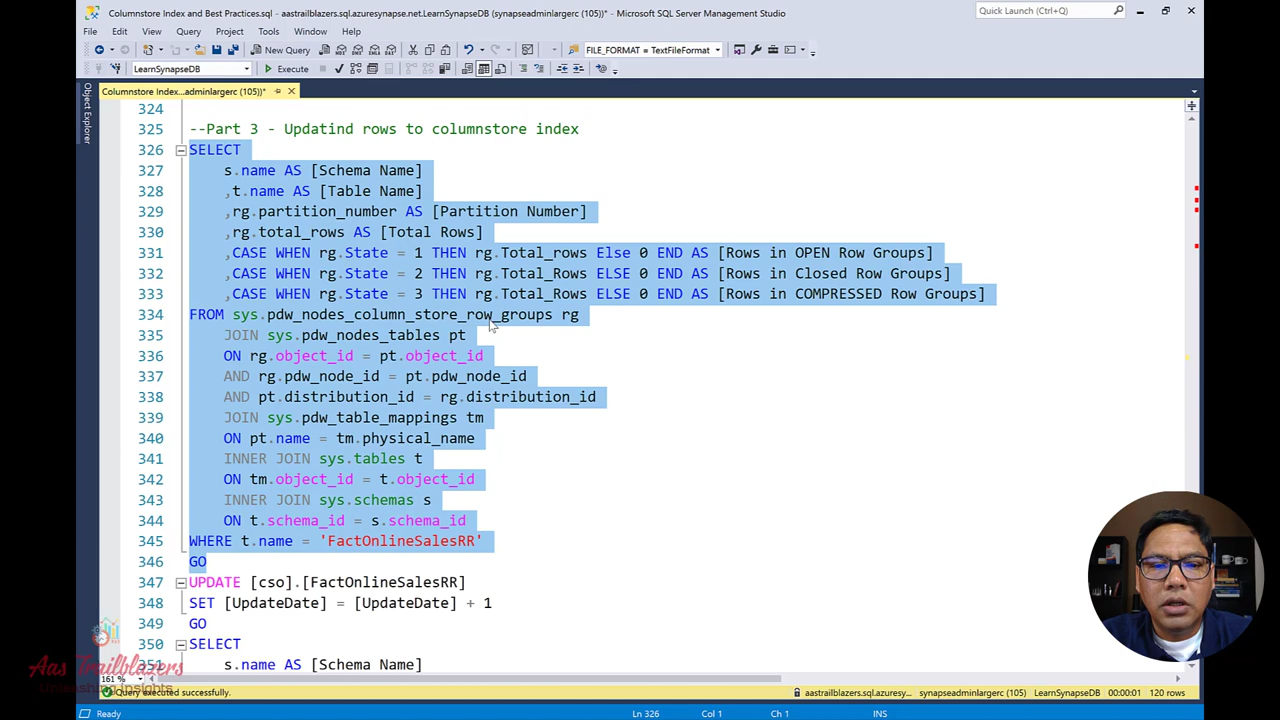 Columnstore Index and Best Practices.sql - aastrailblazers.sql.azuresynapse.net.LearnSynapseDB (synapseadminlargerc (105))* - Microsoft SQL Server Management Studio
Quick Launch (Ctrl+Q)
File Edit View Query Project Tools Window Help
New Query
FILE_FORMAT = TextFileFormat
LearnSynapseDB
Execute
Columnstore Index...adminlargerc (105))*
Object Explorer
324
325 --Part 3 - Updatind rows to columnstore index
326 SELECT
327 s.name AS [Schema Name]
328 ,t.name AS [Table Name]
329 ,rg.partition_number AS [Partition Number]
330 ,rg.total_rows AS [Total Rows]
331 ,CASE WHEN rg.State = 1 THEN rg.Total_rows Else 0 END AS [Rows in OPEN Row Groups]
332 ,CASE WHEN rg.State = 2 THEN rg.Total_Rows ELSE 0 END AS [Rows in Closed Row Groups]
333 ,CASE WHEN rg.State = 3 THEN rg.Total_Rows ELSE 0 END AS [Rows in COMPRESSED Row Groups]
334 FROM sys.pdw_nodes_column_store_row_groups rg
335 JOIN sys.pdw_nodes_tables pt
336 ON rg.object_id = pt.object_id
337 AND rg.pdw_node_id = pt.pdw_node_id
338 AND pt.distribution_id = rg.distribution_id
339 JOIN sys.pdw_table_mappings tm
340 ON pt.name = tm.physical_name
341 INNER JOIN sys.tables t
342 ON tm.object_id = t.object_id
343 INNER JOIN sys.schemas s
344 ON t.schema_id = s.schema_id
345 WHERE t.name = 'FactOnlineSalesRR'
346 GO
347 UPDATE [cso].[FactOnlineSalesRR]
348 SET [UpdateDate] = [UpdateDate] + 1
349 GO
350 SELECT
351 s.name AS [Schema Name]
Aas Trailblazers
Unleashing Insights
161 %
Query executed successfully.
aastrailblazers.sql.azuresy... synapseadminlargerc (105) LearnSynapseDB 00:00:01 120 rows
Ready Ln 326 Col 1 Ch 1 INS